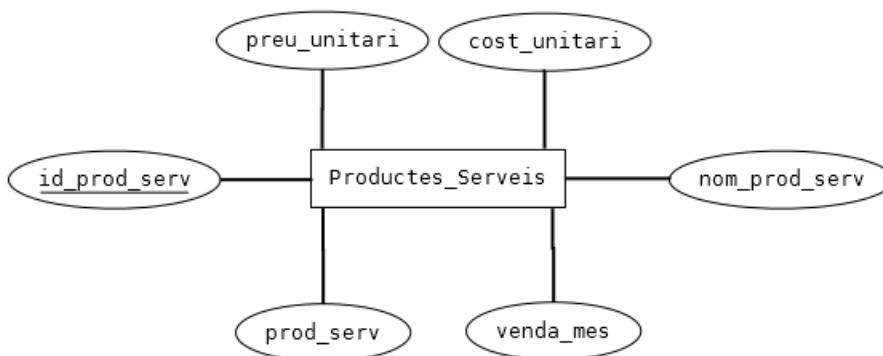 preu_unitari
cost_unitari
id_prod_serv
Productes_Serveis
nom_prod_serv
prod_serv
venda_mes